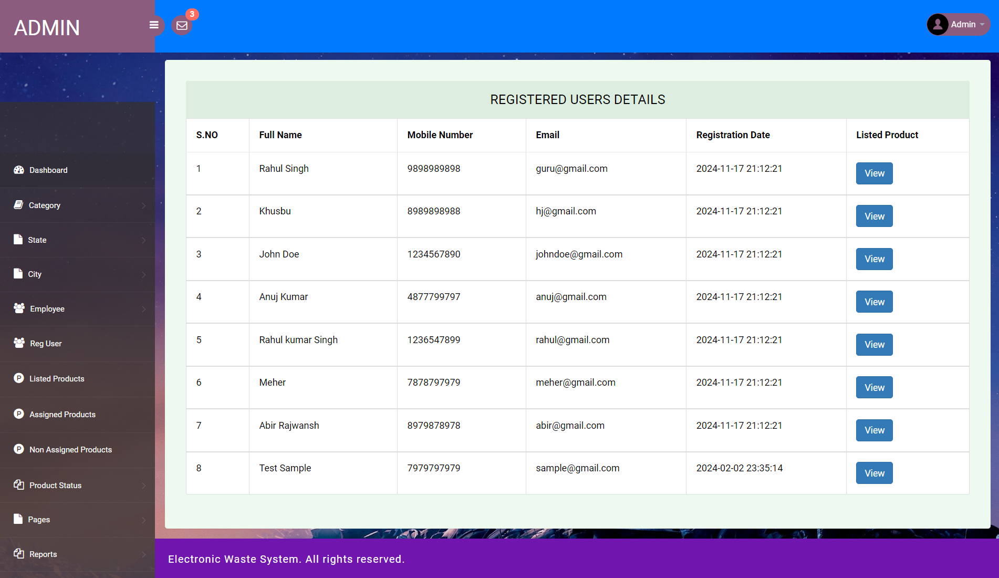 ADMIN
3
Admin
Dashboard
Category
State
City
Employee
Reg User
Listed Products
Assigned Products
Non Assigned Products
Product Status
Pages
Reports
REGISTERED USERS DETAILS
S.NO Full Name Mobile Number Email Registration Date Listed Product
1 Rahul Singh 9898989898 guru@gmail.com 2024-11-17 21:12:21 View
2 Khusbu 8989898988 hj@gmail.com 2024-11-17 21:12:21 View
3 John Doe 1234567890 johndoe@gmail.com 2024-11-17 21:12:21 View
4 Anuj Kumar 4877799797 anuj@gmail.com 2024-11-17 21:12:21 View
5 Rahul kumar Singh 1236547899 rahul@gmail.com 2024-11-17 21:12:21 View
6 Meher 7878797979 meher@gmail.com 2024-11-17 21:12:21 View
7 Abir Rajwansh 8979878978 abir@gmail.com 2024-11-17 21:12:21 View
8 Test Sample 7979797979 sample@gmail.com 2024-02-02 23:35:14 View
Electronic Waste System. All rights reserved.